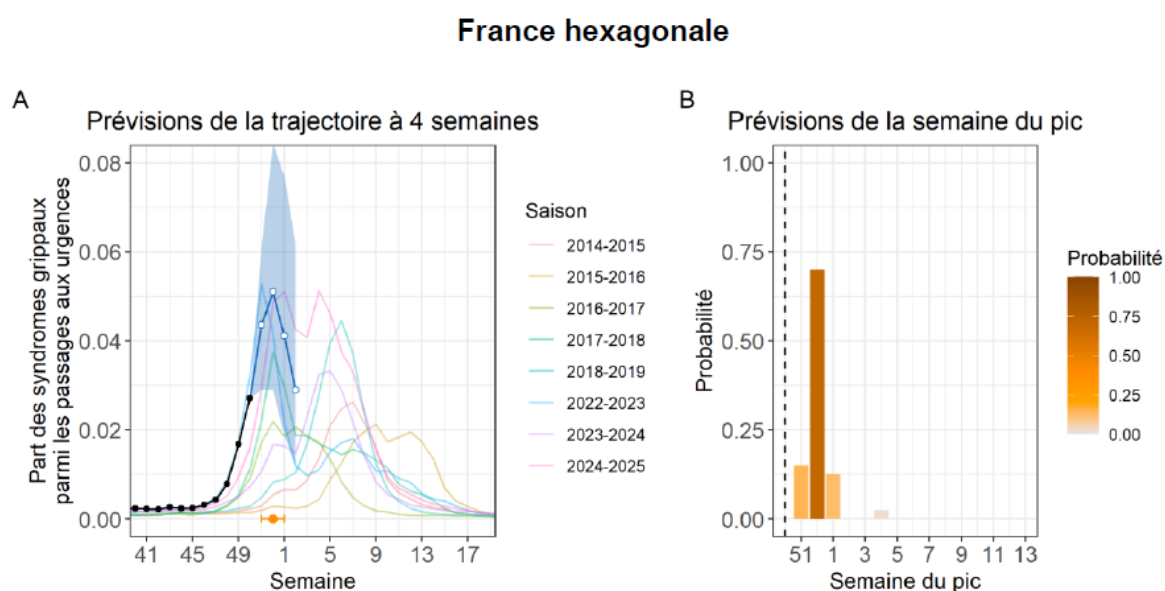 France hexagonale
A
Prévisions de la trajectoire à 4 semaines
Part des syndromes grippaux
parmi les passages aux urgences
0.08
0.06
0.04
0.02
0.00
41 45 49 1 5 9 13 17
Semaine
Saison
2014-2015
2015-2016
2016-2017
2017-2018
2018-2019
2022-2023
2023-2024
2024-2025
B
Prévisions de la semaine du pic
Probabilité
1.00
0.75
0.50
0.25
0.00
51 1 3 5 7 9 11 13
Semaine du pic
Probabilité
1.00
0.75
0.50
0.25
0.00